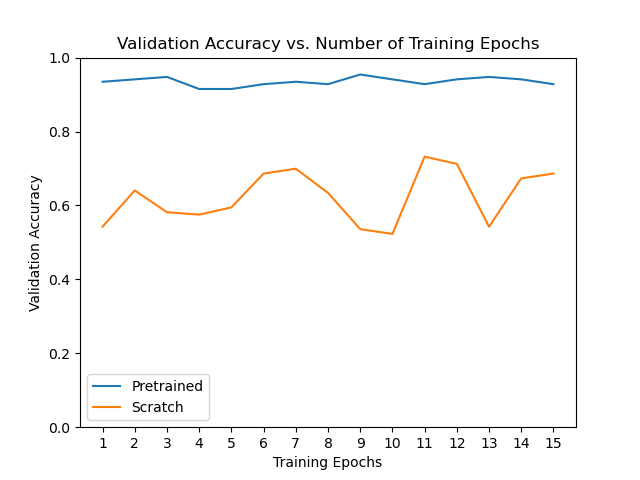 Validation Accuracy vs. Number of Training Epochs
1.0
0.8
0.6
0.4
0.2
0.0
Validation Accuracy
Pretrained
Scratch
1 2 3 4 5 6 7 8 9 10 11 12 13 14 15
Training Epochs